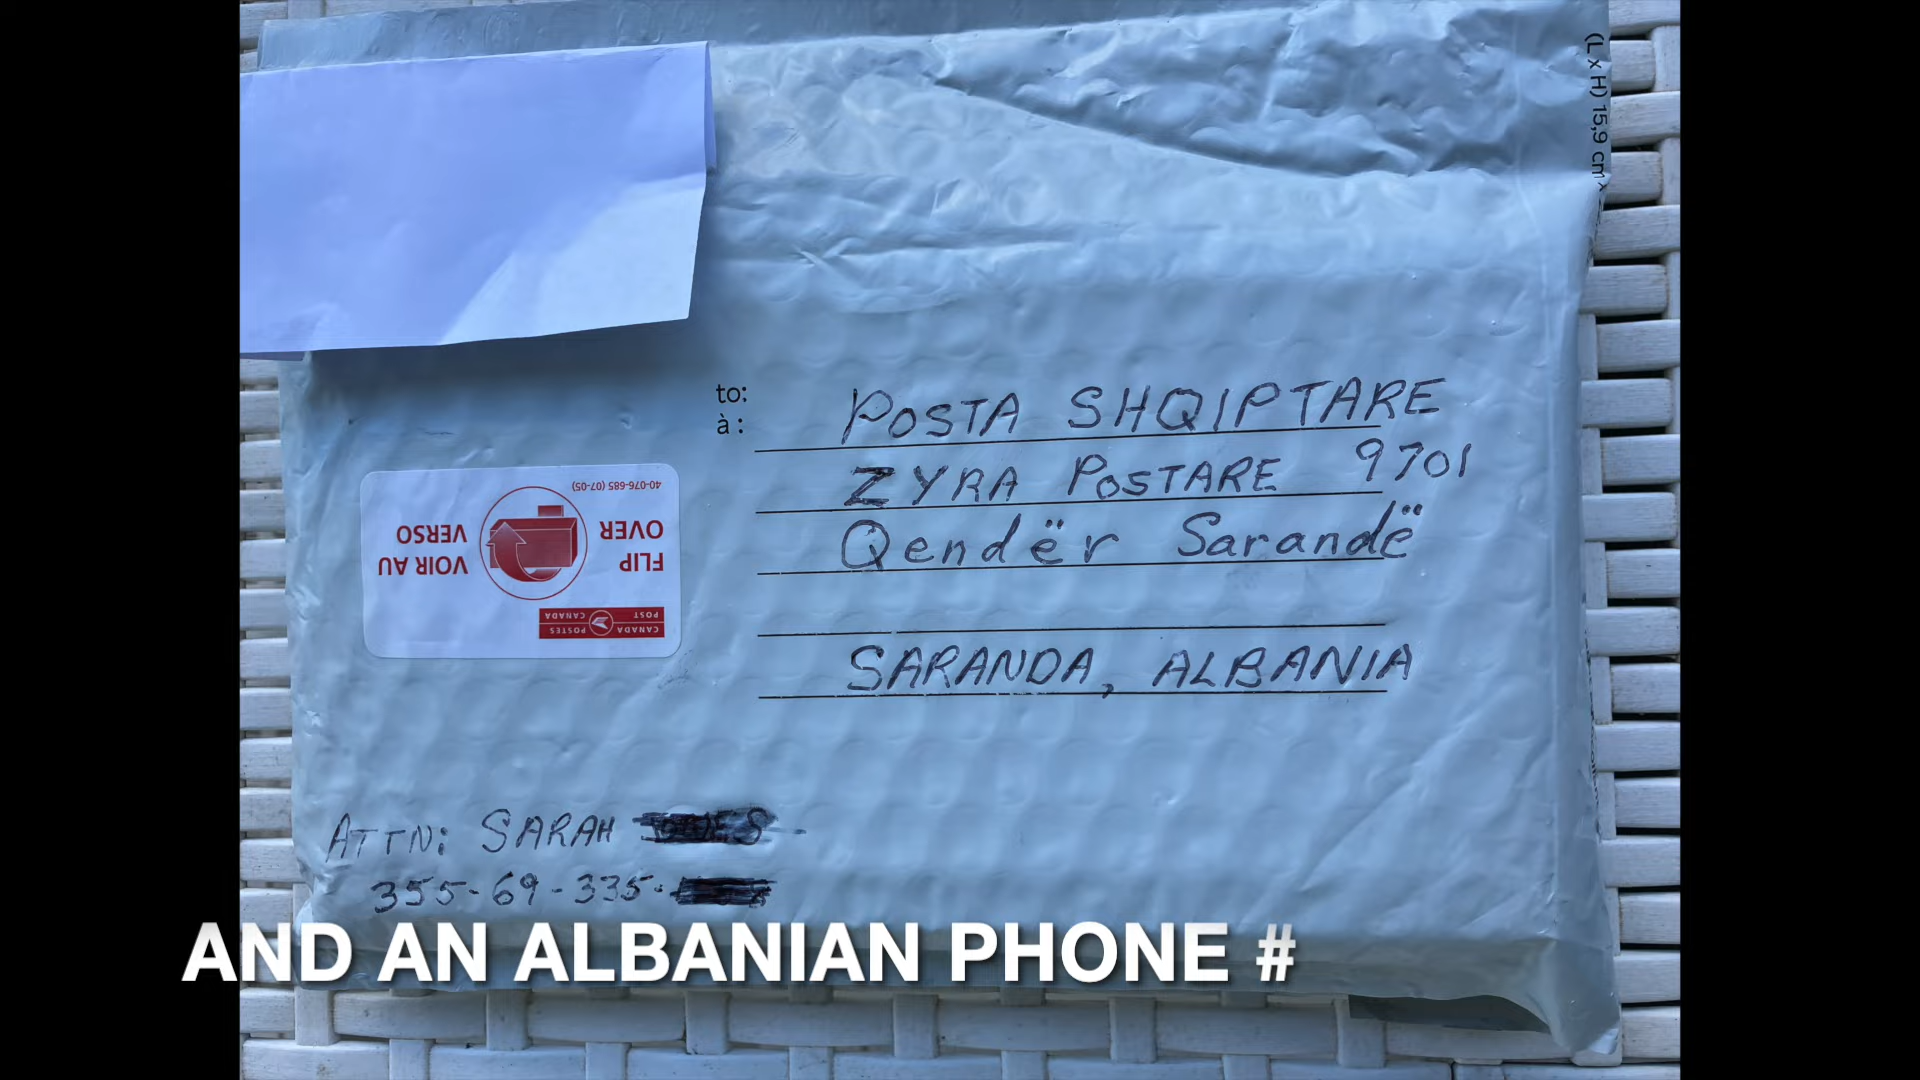 (L x H) 15,9 cm x
to:
à:
POSTA SHQIPTARE
ZYRA POSTARE 9701
Qendër Sarandë
SARANDA, ALBANIA
40-076-685 (07-05)
FLIP OVER
VOIR AU VERSO
CANADA POST
POSTES CANADA
ATTN: SARAH
355-69-335-
AND AN ALBANIAN PHONE #